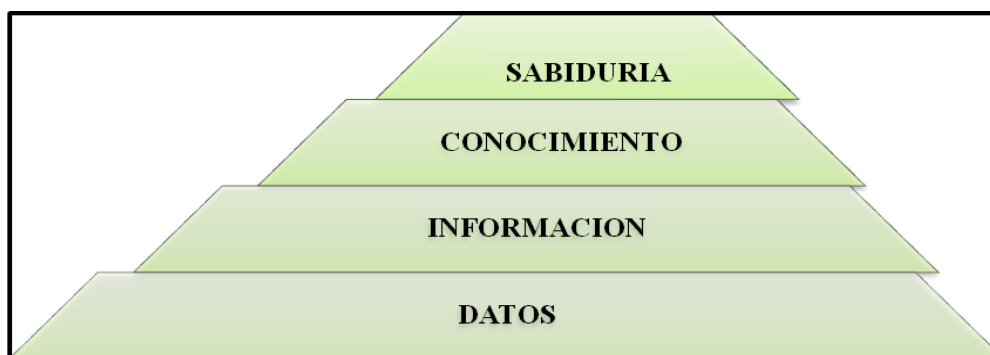 SABIDURIA
CONOCIMIENTO
INFORMACION
DATOS